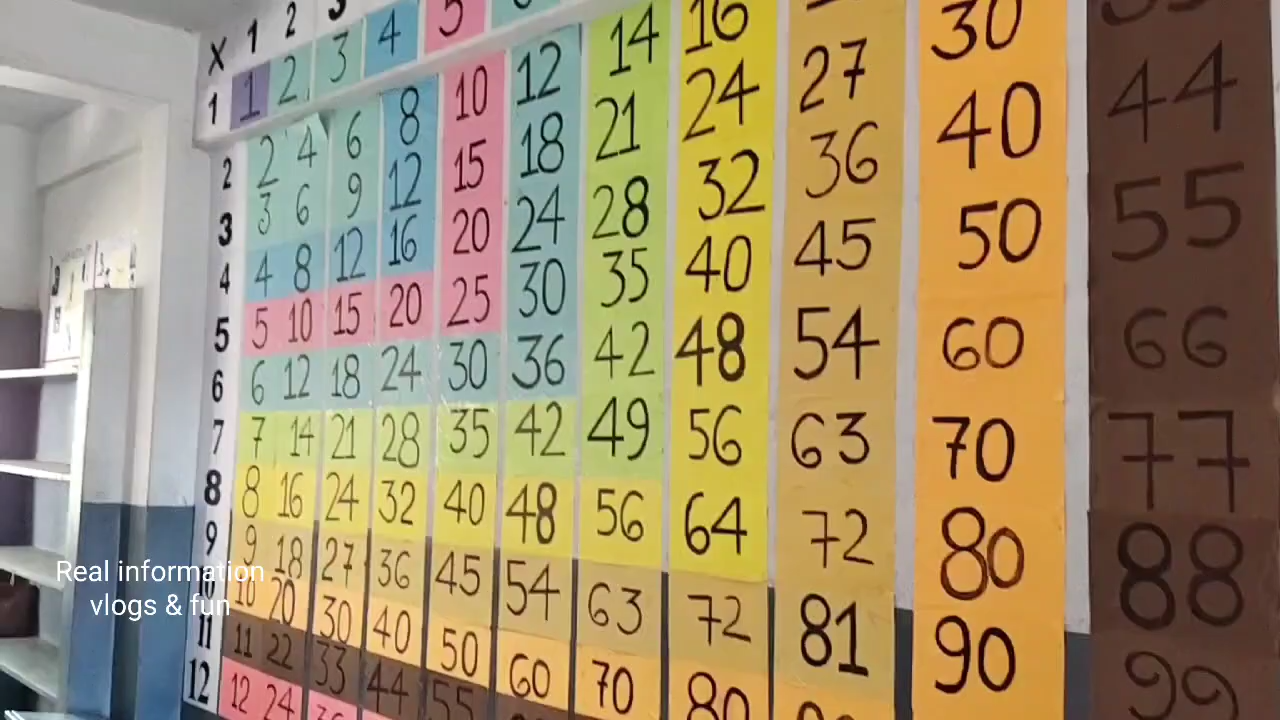 X 1 2 3 4 5
1 1 2 3 4 5
2 2 4 6 8 10 12 14 16
3 3 6 9 12 15 18 21 24 27 30
4 4 8 12 16 20 24 28 32 36 40 44
5 5 10 15 20 25 30 35 40 45 50 55
6 6 12 18 24 30 36 42 48 54 60 66
7 7 14 21 28 35 42 49 56 63 70 77
8 8 16 24 32 40 48 56 64 72 80 88
9 9 18 27 36 45 54 63 72 81 90 99
10 10 20 30 40 50 60 70 80
11 11 22 33 44 55
12 12 24
Real information
vlogs & fun